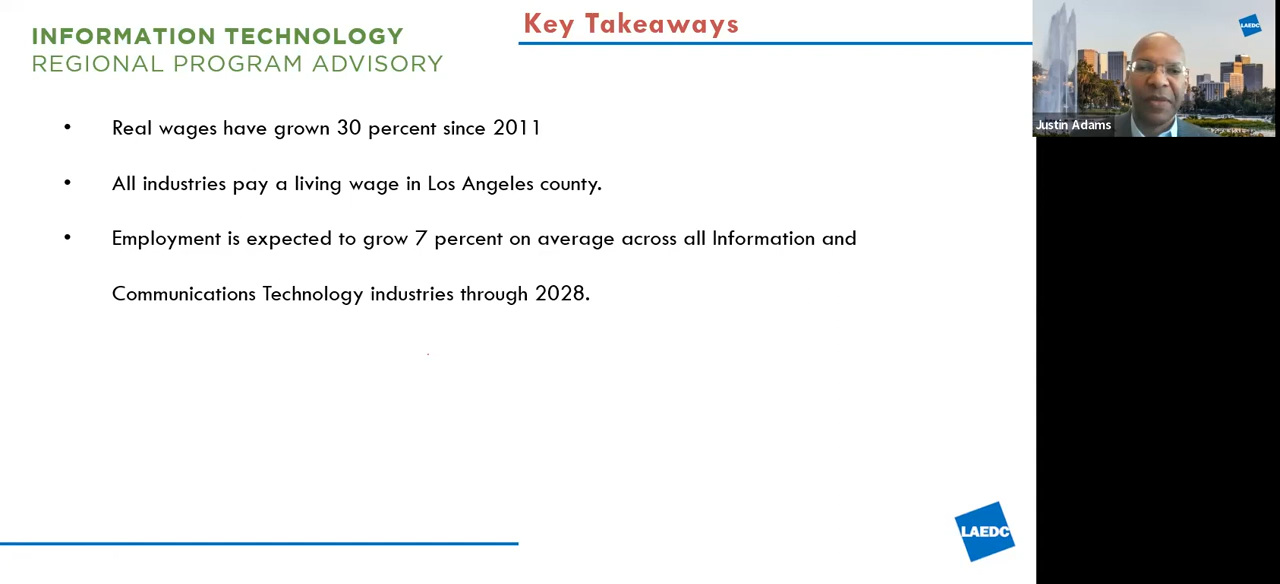 INFORMATION TECHNOLOGY
REGIONAL PROGRAM ADVISORY
Key Takeaways
LAEDC
Justin Adams
• Real wages have grown 30 percent since 2011
• All industries pay a living wage in Los Angeles county.
• Employment is expected to grow 7 percent on average across all Information and
Communications Technology industries through 2028.
LAEDC